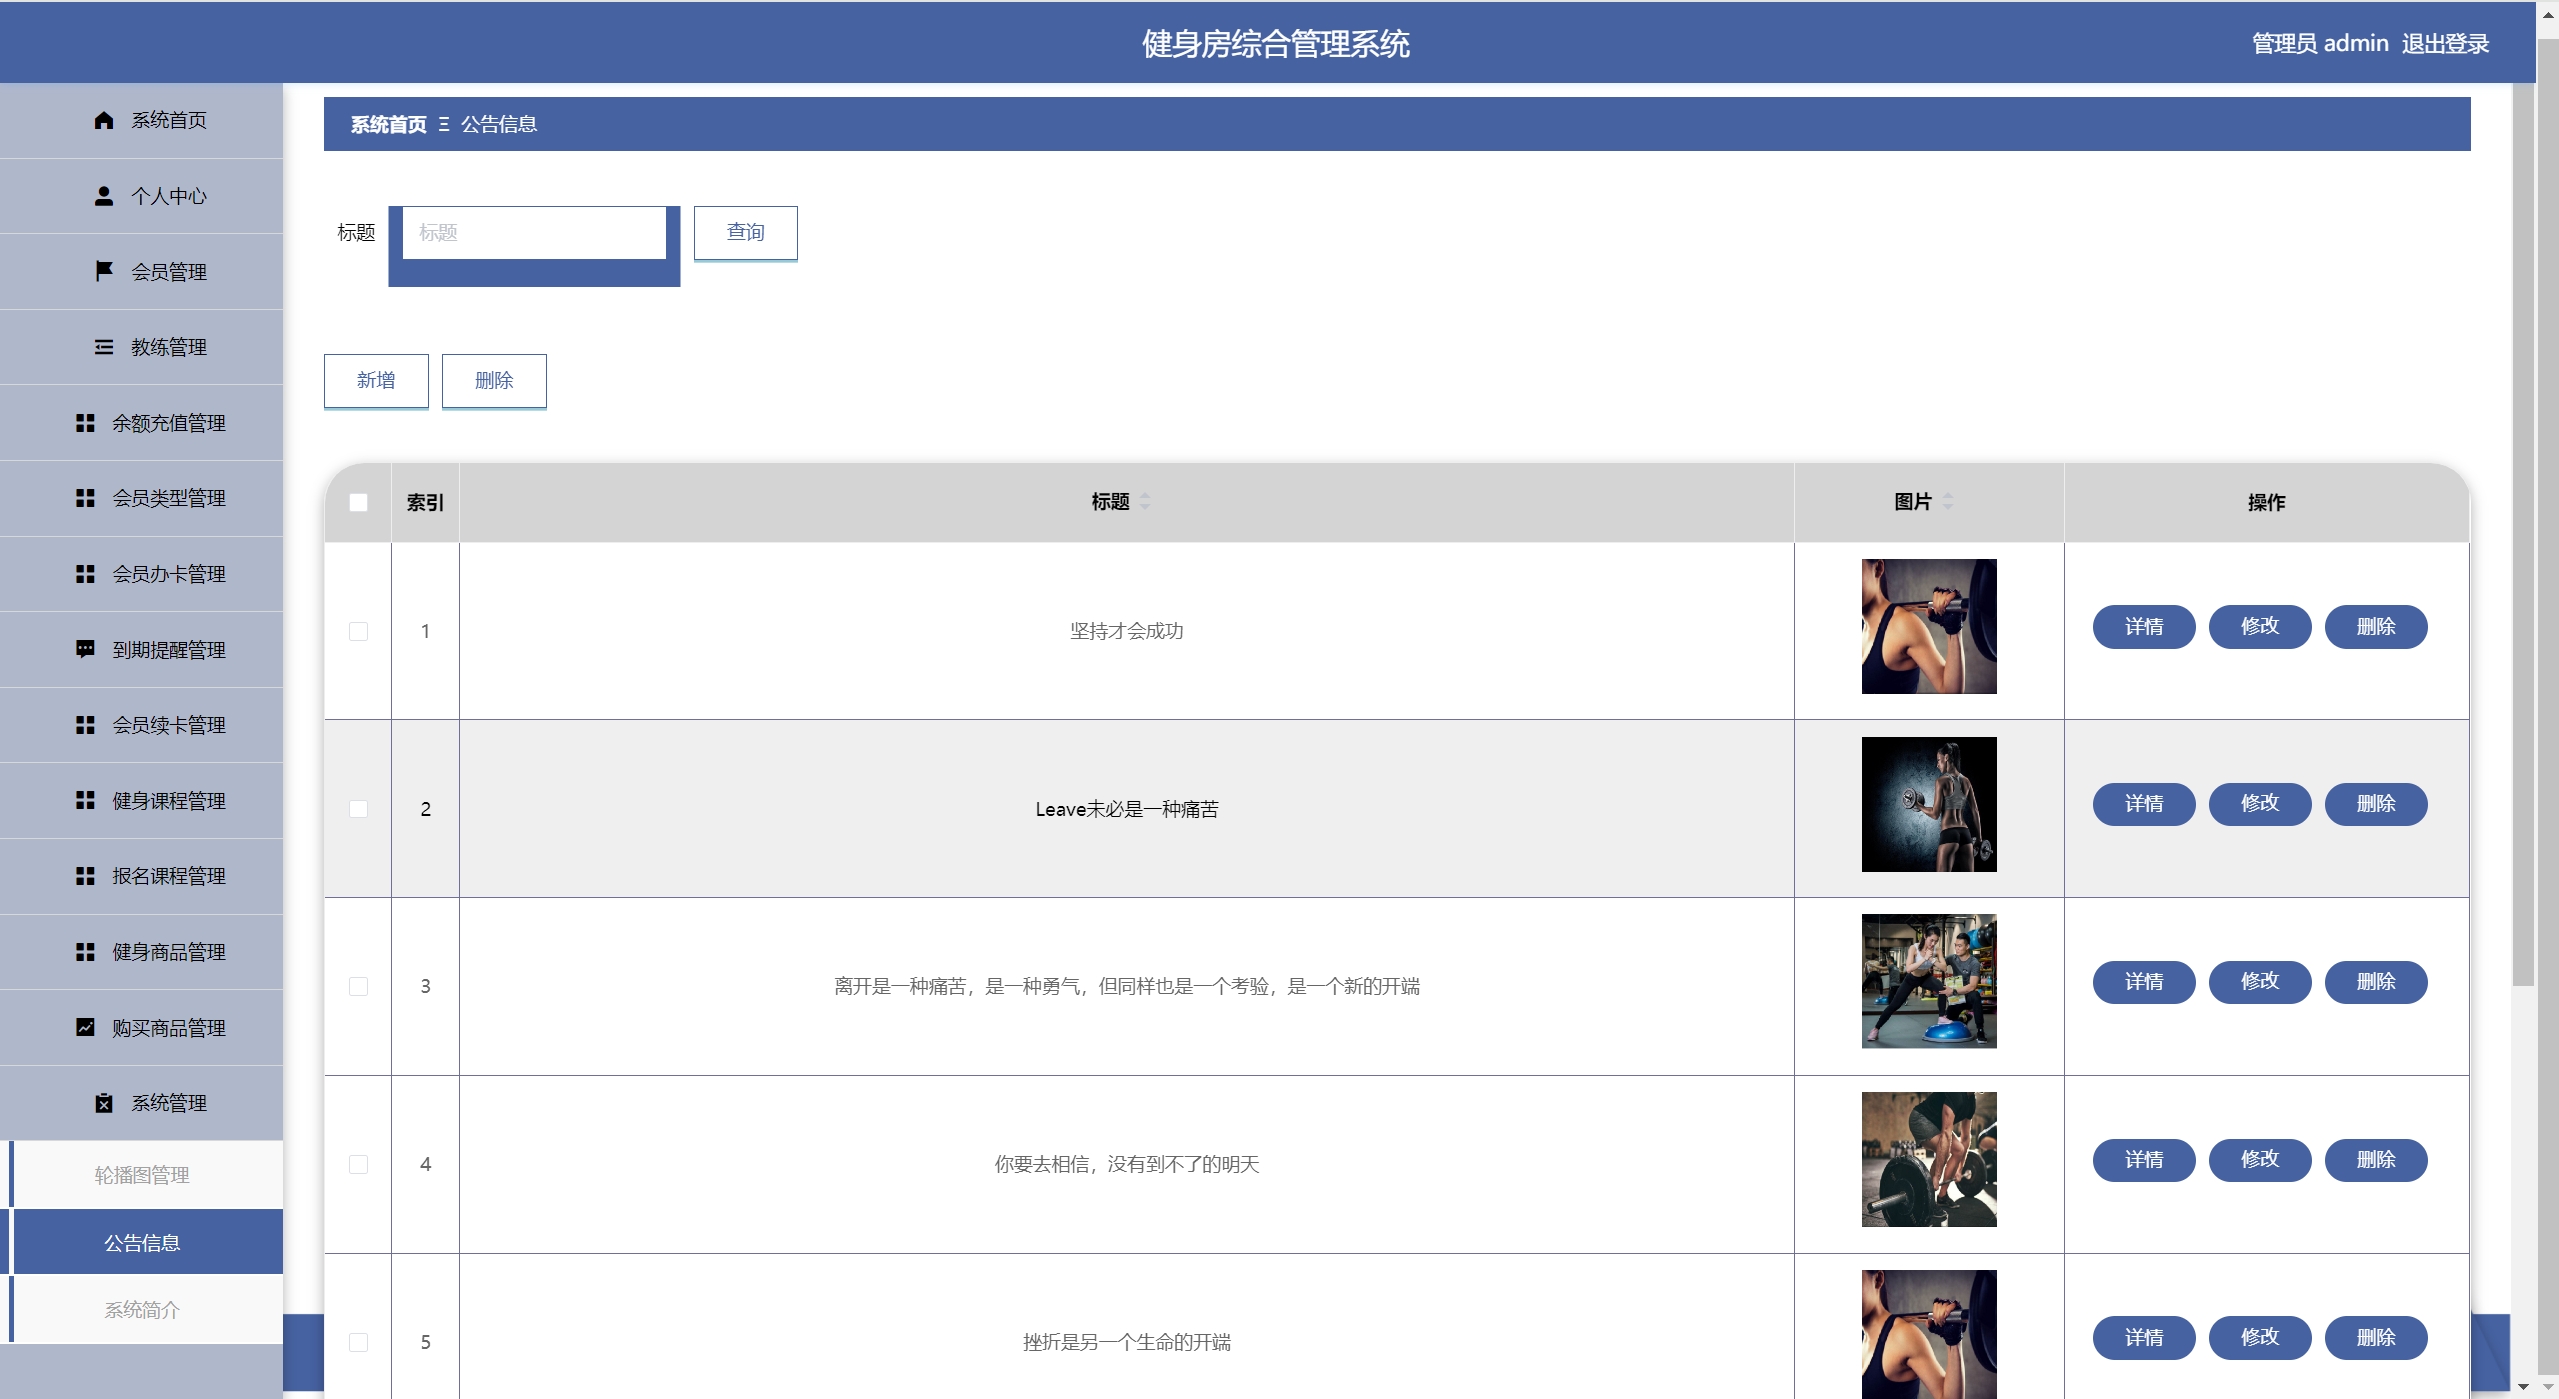 健身房综合管理系统
管理员 admin 退出登录
系统首页
个人中心
会员管理
教练管理
余额充值管理
会员类型管理
会员办卡管理
到期提醒管理
会员续卡管理
健身课程管理
报名课程管理
健身商品管理
购买商品管理
系统管理
轮播图管理
公告信息
系统简介
系统首页 Ξ 公告信息
标题 标题 查询
新增 删除
索引 标题 图片 操作
1 坚持才会成功 详情 修改 删除
2 Leave未必是一种痛苦 详情 修改 删除
3 离开是一种痛苦，是一种勇气，但同样也是一个考验，是一个新的开端 详情 修改 删除
4 你要去相信，没有到不了的明天 详情 修改 删除
5 挫折是另一个生命的开端 详情 修改 删除